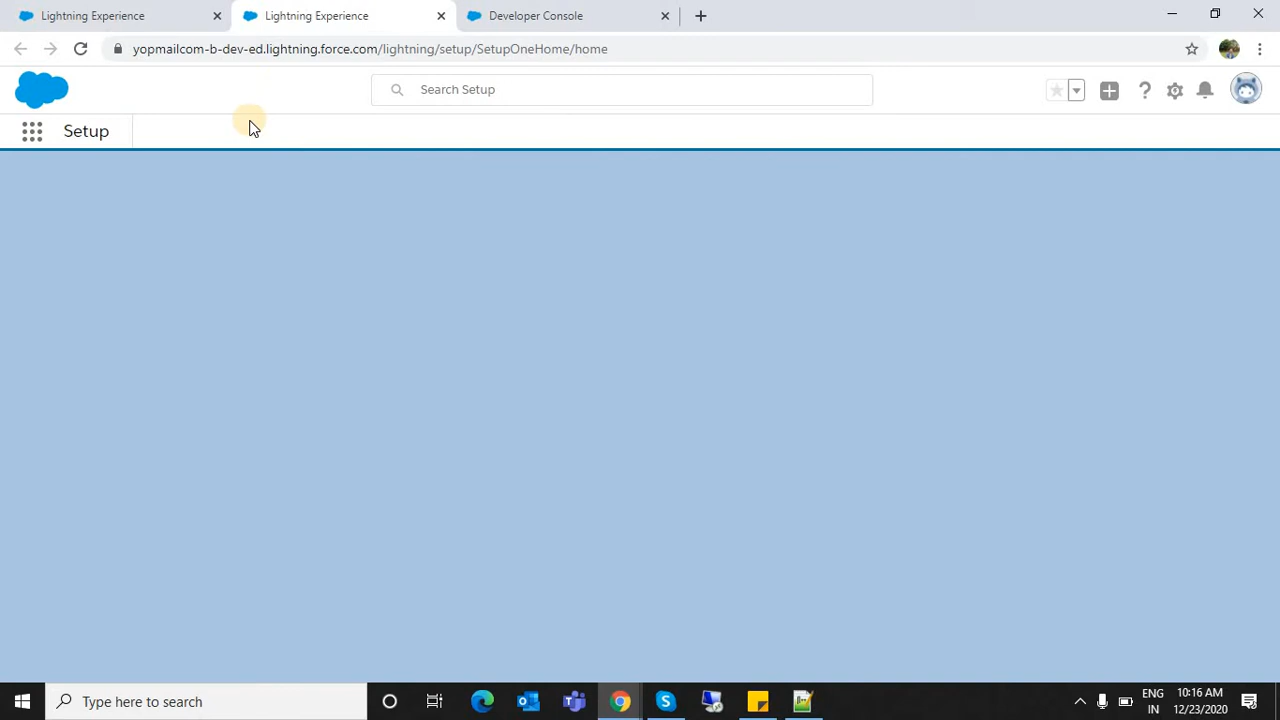 Lightning Experience
Lightning Experience
Developer Console
yopmailcom-b-dev-ed.lightning.force.com/lightning/setup/SetupOneHome/home
Search Setup
Setup
Type here to search
ENG
IN
10:16 AM
12/23/2020